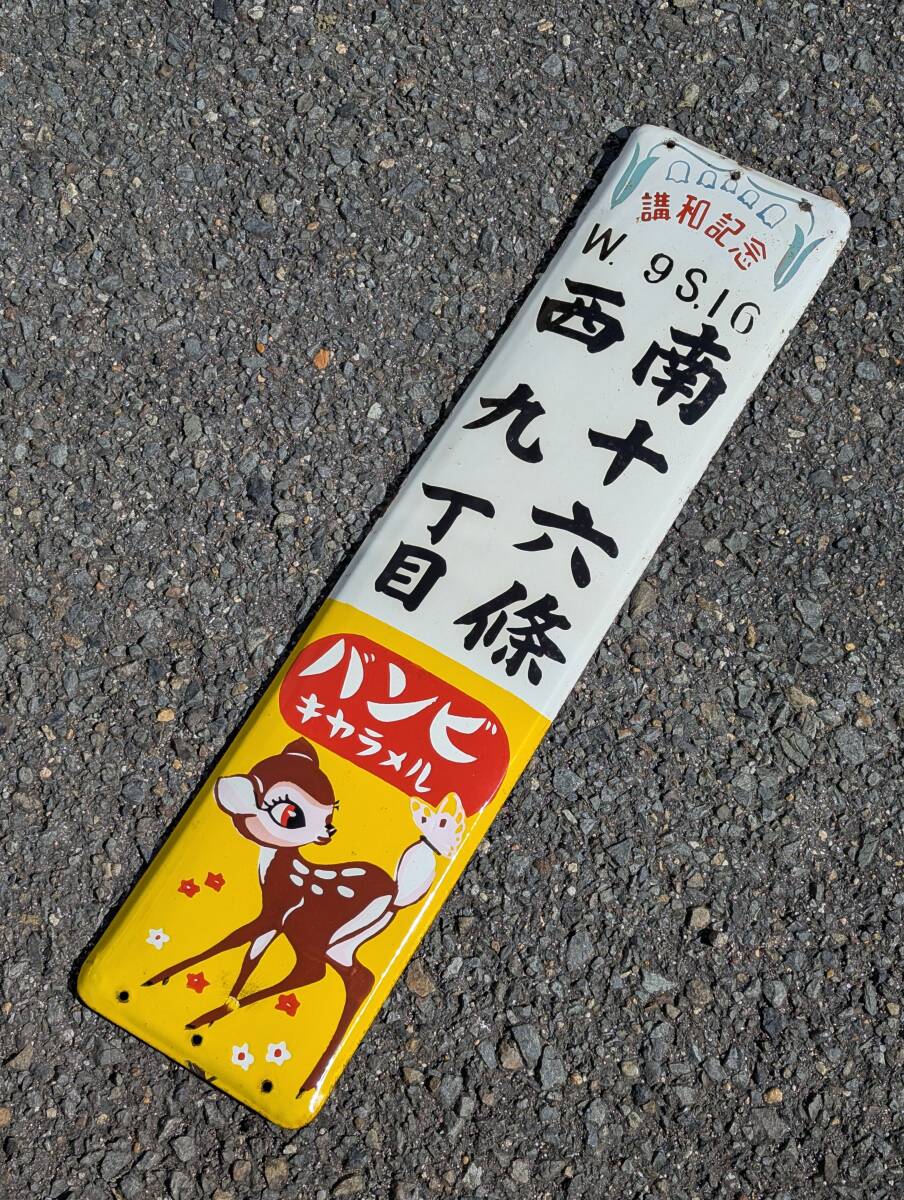 講和記念
W. 9 S.16
南十六條
西九丁目
バンビ
キャラメル